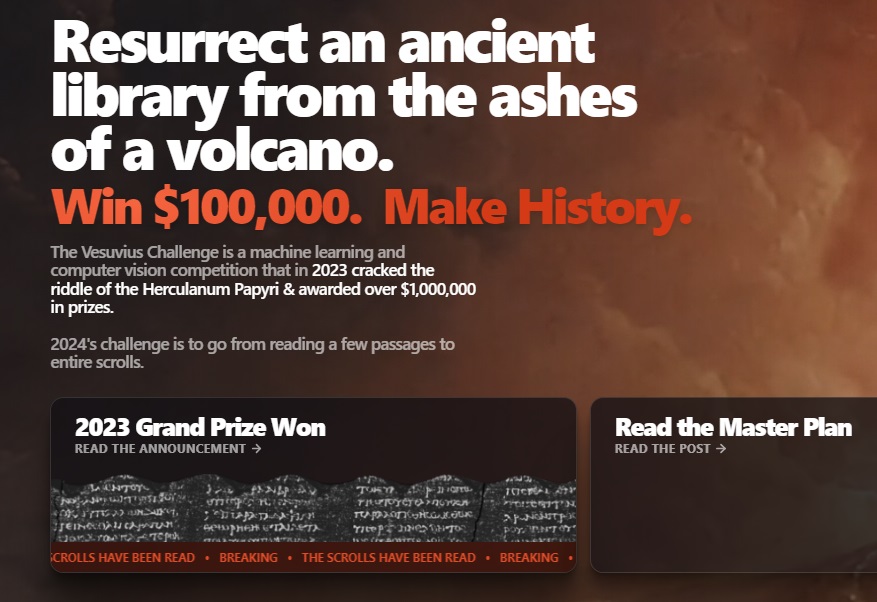 Resurrect an ancient
library from the ashes
of a volcano.
Win $100,000. Make History.
The Vesuvius Challenge is a machine learning and
computer vision competition that in 2023 cracked the
riddle of the Herculanum Papyri & awarded over $1,000,000
in prizes.
2024's challenge is to go from reading a few passages to
entire scrolls.
2023 Grand Prize Won
READ THE ANNOUNCEMENT →
SCROLLS HAVE BEEN READ • BREAKING • THE SCROLLS HAVE BEEN READ • BREAKING •
Read the Master Plan
READ THE POST →